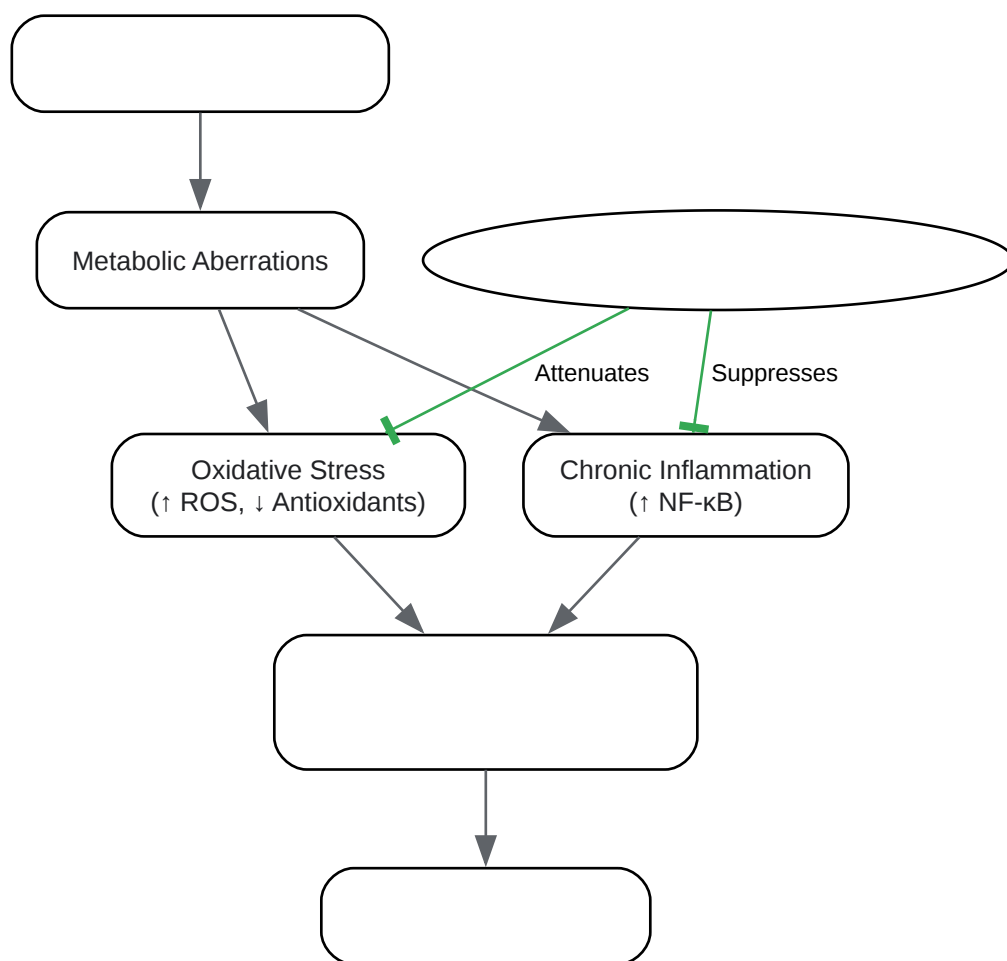 Metabolic Aberrations
Attenuates
Suppresses
Oxidative Stress
(↑ ROS, ↓ Antioxidants)
Chronic Inflammation
(↑ NF-κB)